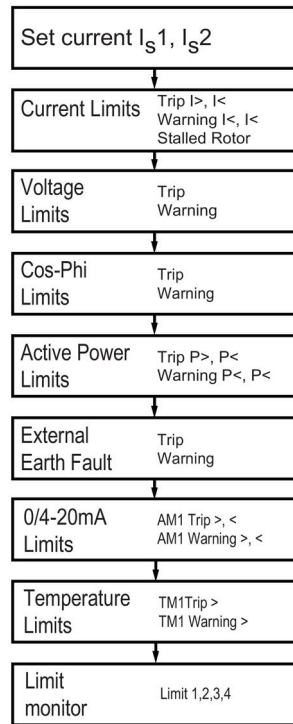 Set current Is1, Is2
Current Limits
Trip I>, I<
Warning I<, I<
Stalled Rotor
Voltage
Limits
Trip
Warning
Cos-Phi
Limits
Trip
Warning
Active Power
Limits
Trip P>, P<
Warning P<, P<
External
Earth Fault
Trip
Warning
0/4-20mA
Limits
AM1 Trip >, <
AM1 Warning >, <
Temperature
Limits
TM1Trip >
TM1 Warning >
Limit
monitor
Limit 1,2,3,4